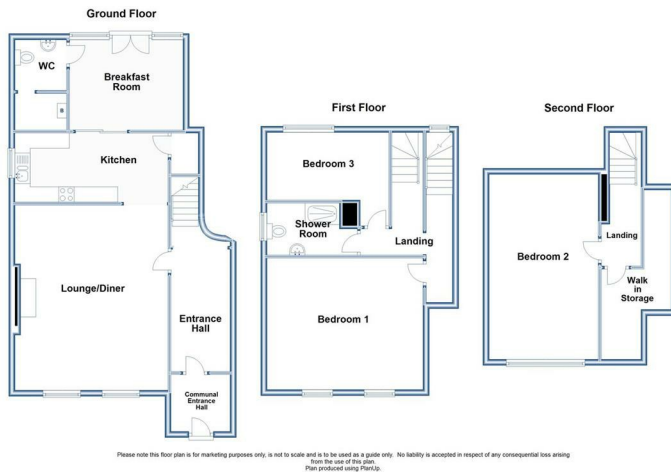 Ground Floor
WC
Breakfast
Room
Kitchen
Lounge/Diner
Entrance
Hall
Communal
Entrance
Hall
First Floor
Bedroom 3
Shower
Room
Landing
Bedroom 1
Second Floor
Bedroom 2
Landing
Walk
in
Storage
Please note this floor plan is for marketing purposes only, is not to scale and is to be used as a guide only. No liability is accepted in respect of any consequential loss arising
from the use of this plan.
Plan produced using PlanUp.